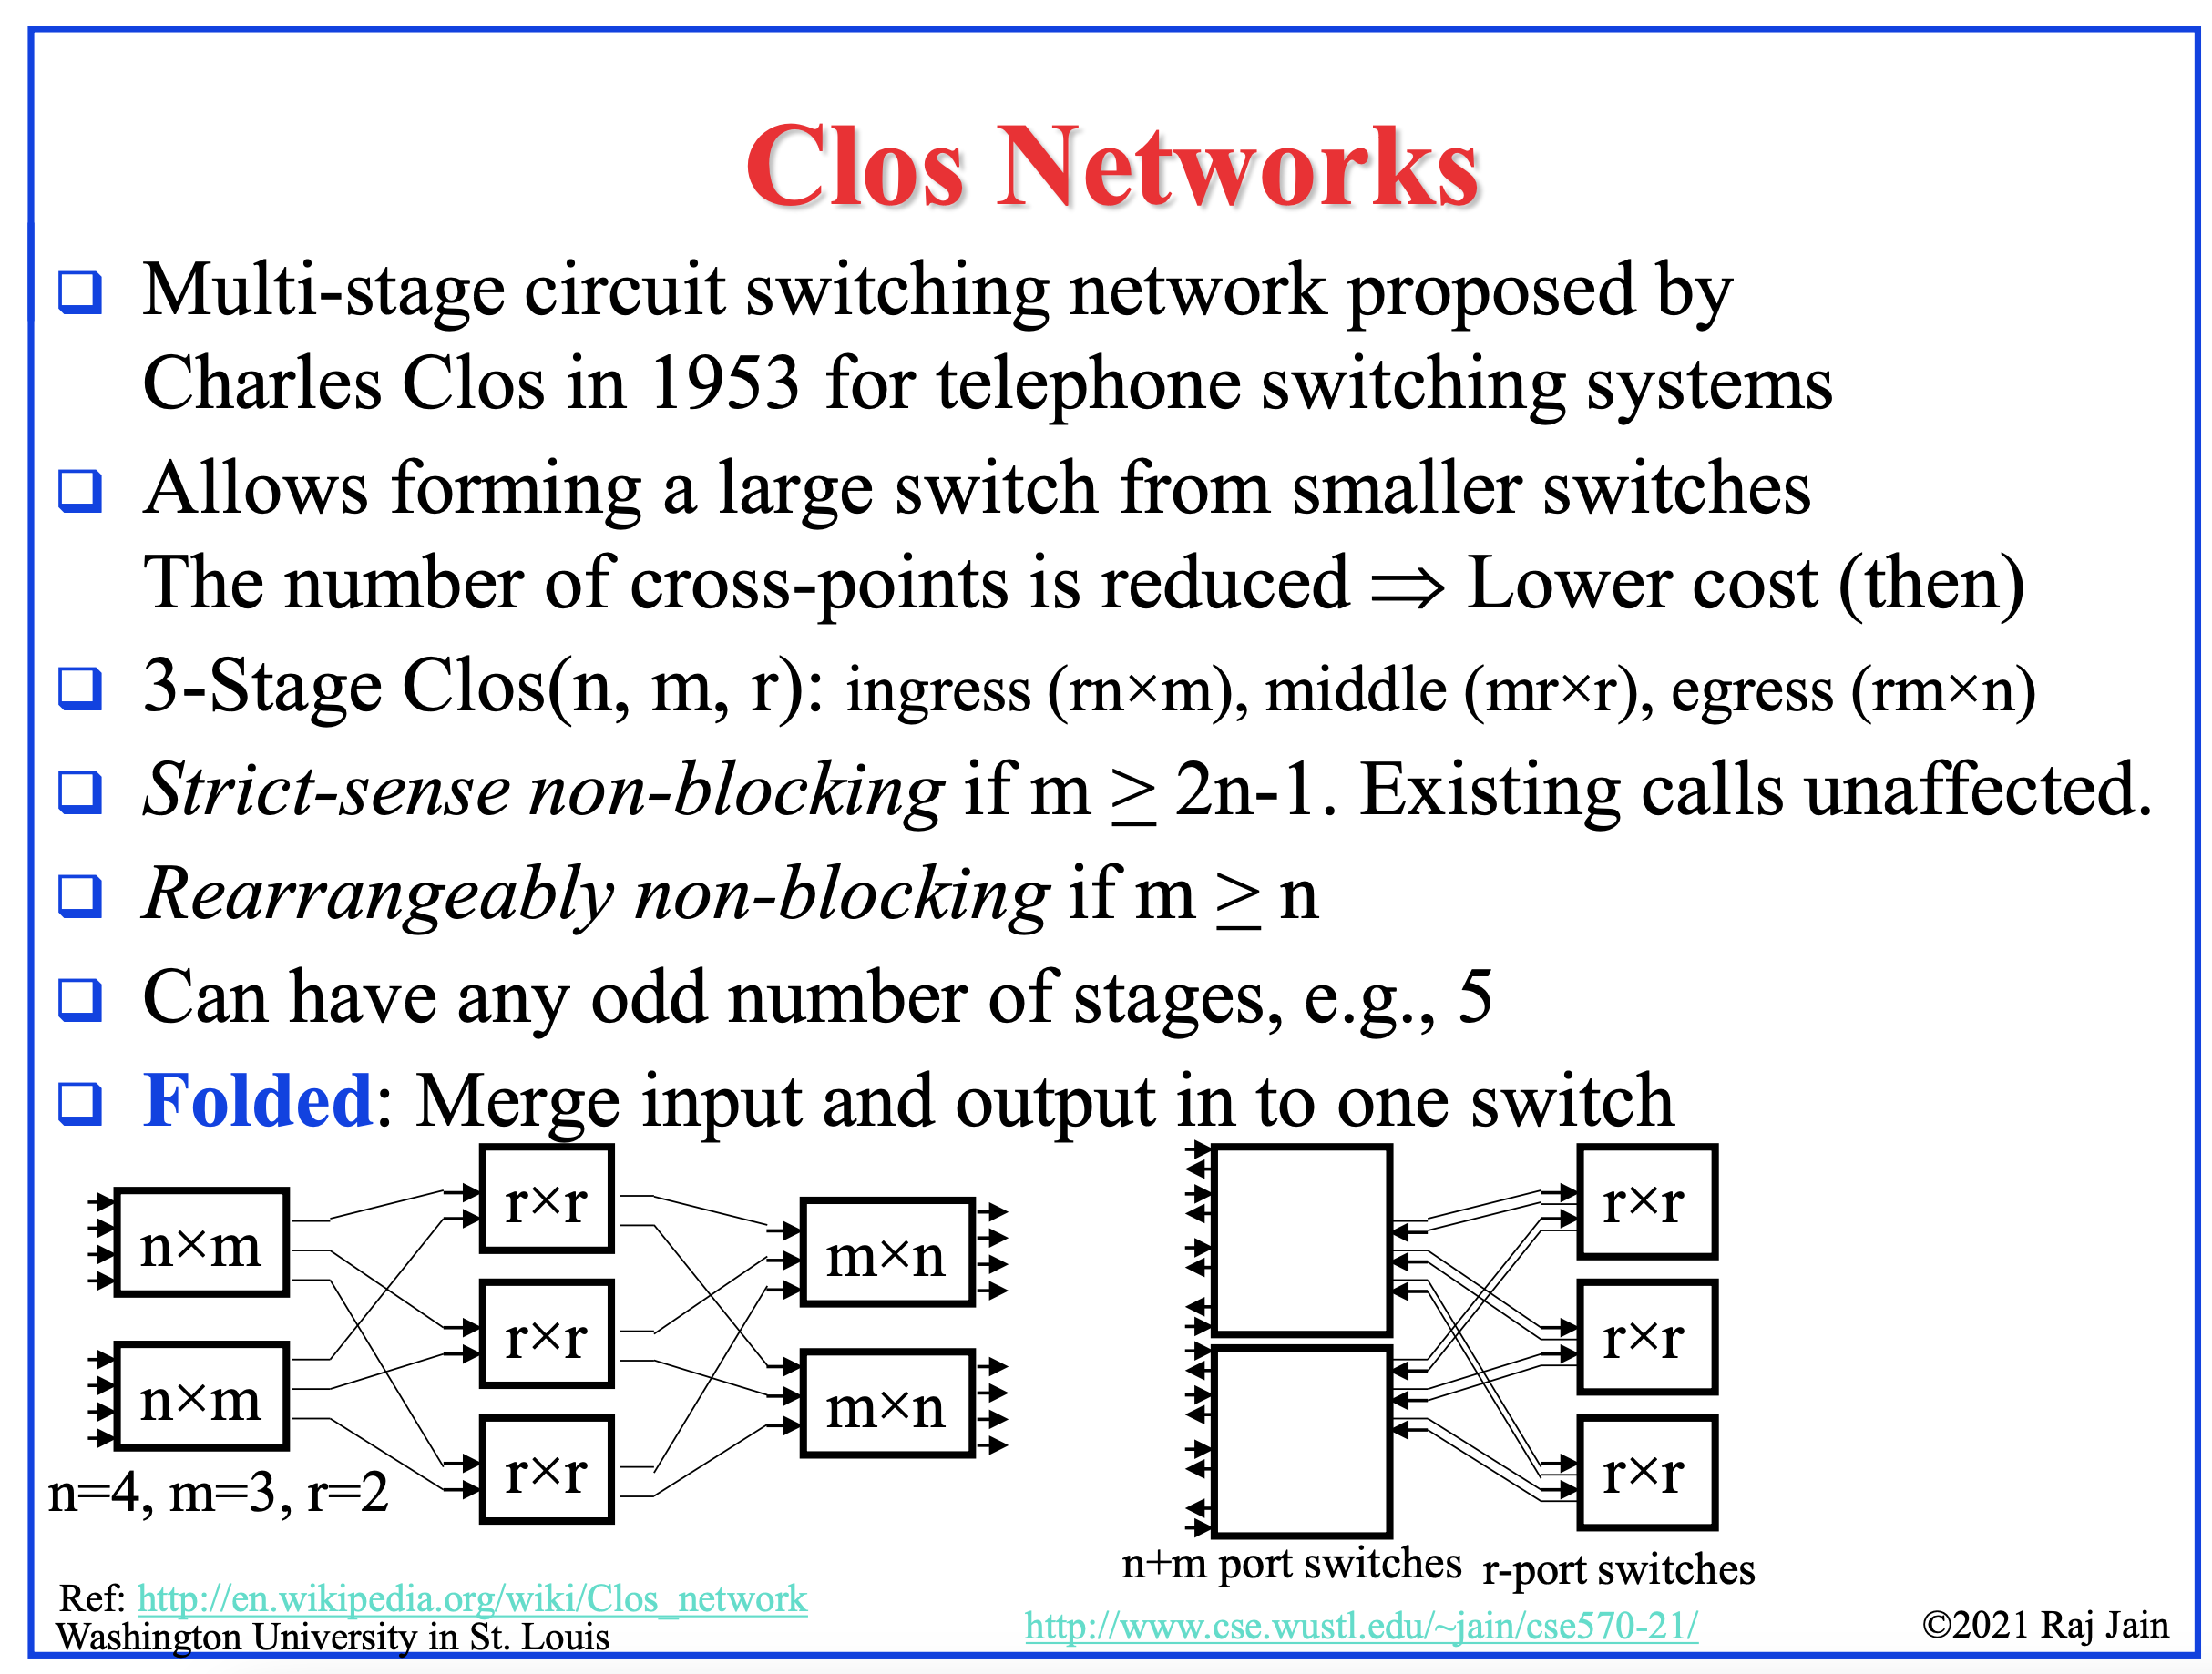 Clos Networks
Multi-stage circuit switching network proposed by
Charles Clos in 1953 for telephone switching systems
Allows forming a large switch from smaller switches
The number of cross-points is reduced ⇒ Lower cost (then)
3-Stage Clos(n, m, r): ingress (rn×m), middle (mr×r), egress (rm×n)
Strict-sense non-blocking if m ≥ 2n-1. Existing calls unaffected.
Rearrangeably non-blocking if m ≥ n
Can have any odd number of stages, e.g., 5
Folded: Merge input and output in to one switch
n×m
n×m
r×r
r×r
r×r
m×n
m×n
n=4, m=3, r=2
r×r
r×r
r×r
n+m port switches
r-port switches
Ref: http://en.wikipedia.org/wiki/Clos_network
Washington University in St. Louis
http://www.cse.wustl.edu/~jain/cse570-21/
©2021 Raj Jain